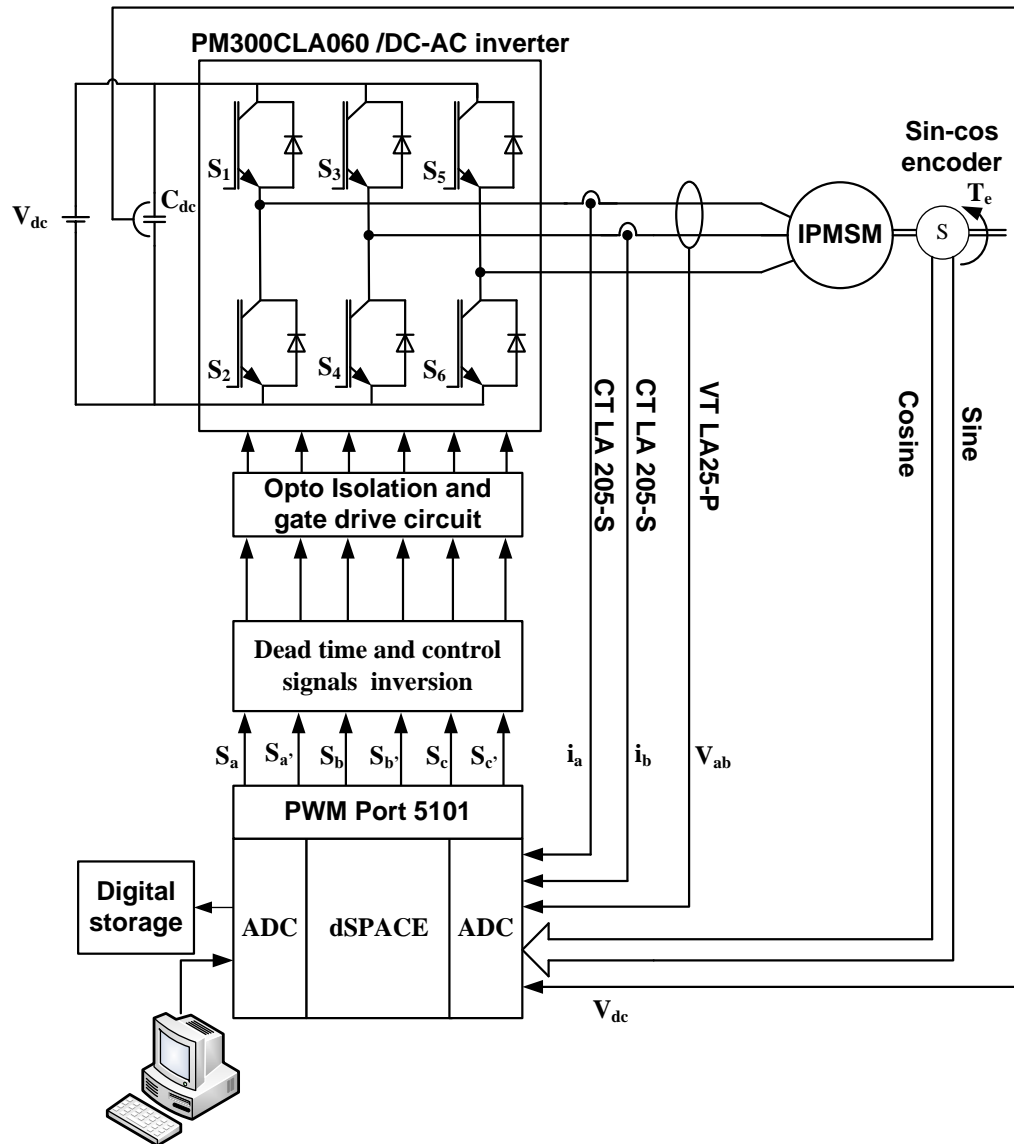 PM300CLA060 /DC-AC inverter
Sin-cos
encoder
Te
S1
S3
S5
Vdc
Cdc
IPMSM
S
S2
S4
S6
CT LA 205-S
CT LA 205-S
VT LA25-P
Cosine
Sine
Opto Isolation and
gate drive circuit
Dead time and control
signals inversion
Sa
Sa’
Sb
Sb’
Sc
Sc’
ia
ib
Vab
PWM Port 5101
Digital
storage
ADC
dSPACE
ADC
Vdc